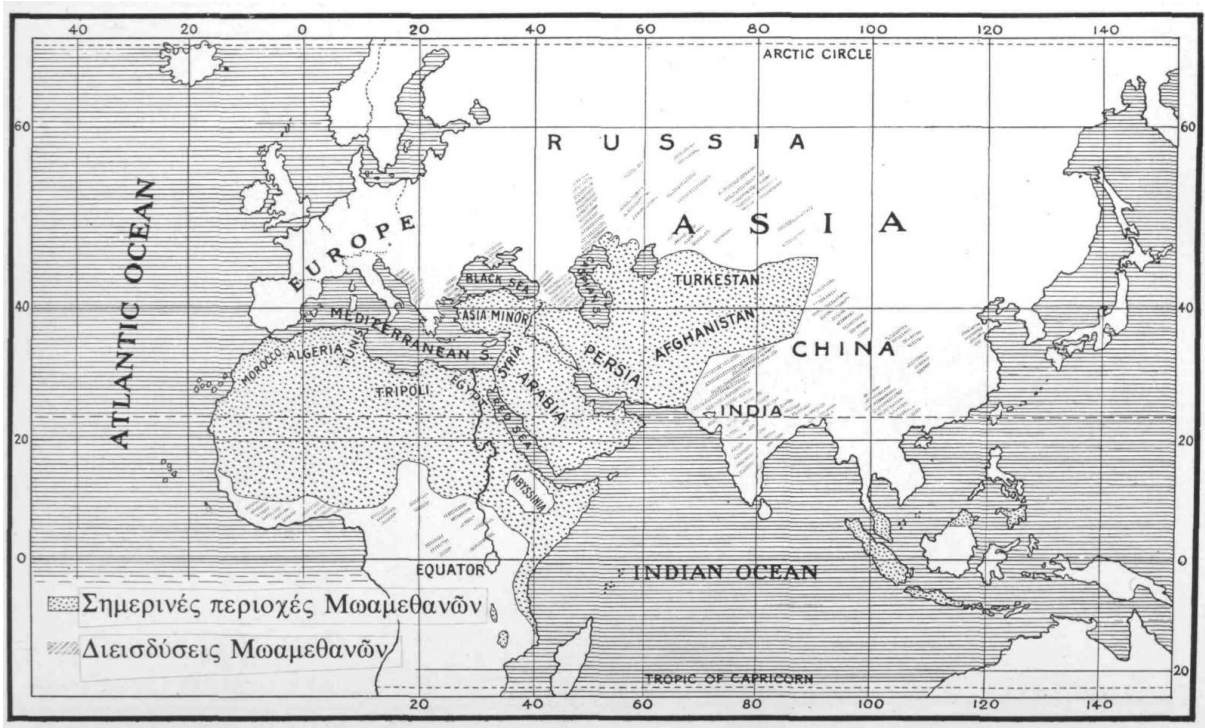 40 20 0 20 40 60 80 100 120 140
ARCTIC CIRCLE
60 60
RUSSIA
ATLANTIC OCEAN
EUROPE
ASIA
BLACK SEA
CASPIAN S.
TURKESTAN
40 40
MEDITERRANEAN S.
ASIA MINOR
AFGHANISTAN
CHINA
MOROCCO
ALGERIA
TUNIS
SYRIA
PERSIA
TRIPOLI
EGYPT
ARABIA
INDIA
RED SEA
20 20
ABYSSINIA
0 0
EQUATOR
INDIAN OCEAN
Σημερινές περιοχές Μωαμεθανῶν
Διεισδύσεις Μωαμεθανῶν
20
TROPIC OF CAPRICORN
20 0 20 40 60 80 100 120 140